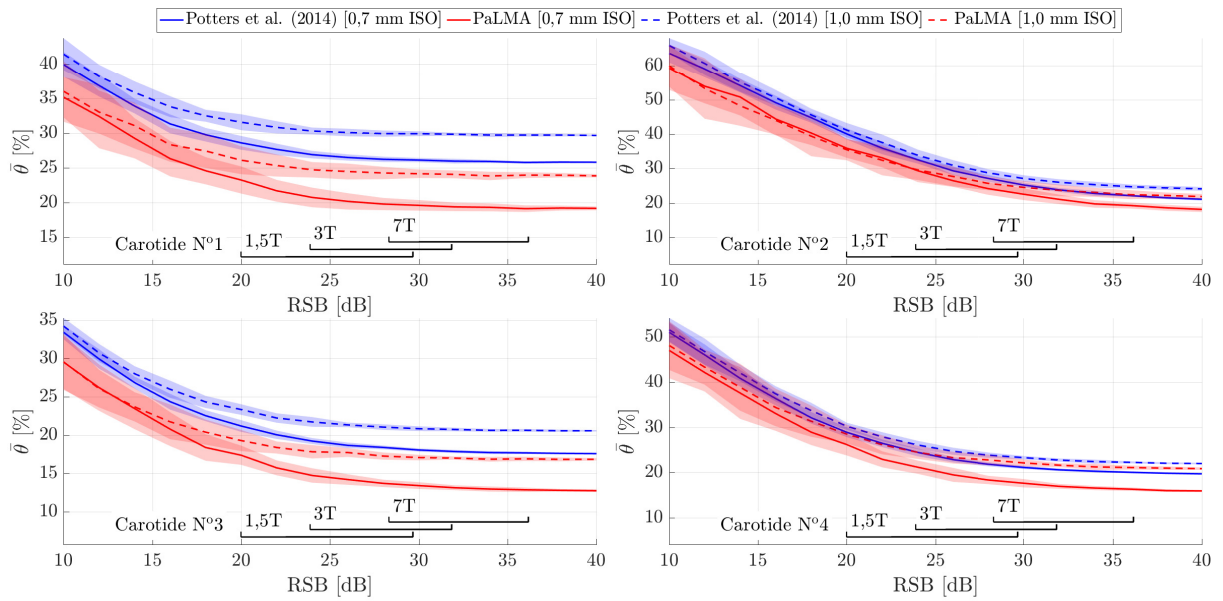 Potters et al. (2014) [0,7 mm ISO] PaLMA [0,7 mm ISO] Potters et al. (2014) [1,0 mm ISO] PaLMA [1,0 mm ISO]
40
35
30
25
20
15
θ̄ [%]
Carotide Nº1
1,5T
3T
7T
10 15 20 25 30 35 40
RSB [dB]
60
50
40
30
20
10
θ̄ [%]
Carotide Nº2
1,5T
3T
7T
10 15 20 25 30 35 40
RSB [dB]
35
30
25
20
15
10
θ̄ [%]
Carotide Nº3
1,5T
3T
7T
10 15 20 25 30 35 40
RSB [dB]
50
40
30
20
10
θ̄ [%]
Carotide Nº4
1,5T
3T
7T
10 15 20 25 30 35 40
RSB [dB]